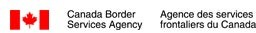 Canada Border
Services Agency
Agence des services
frontaliers du Canada